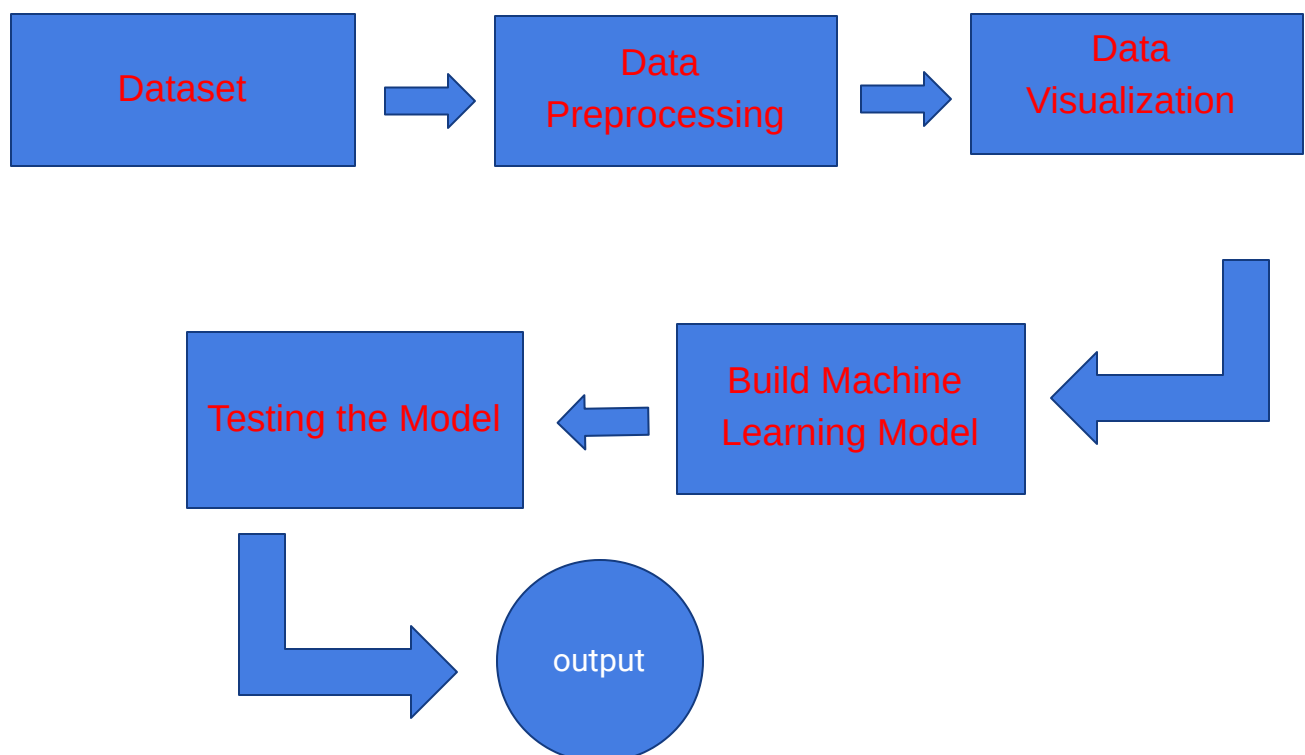 Dataset
Data
Preprocessing
Data
Visualization
Build Machine
Learning Model
Testing the Model
output